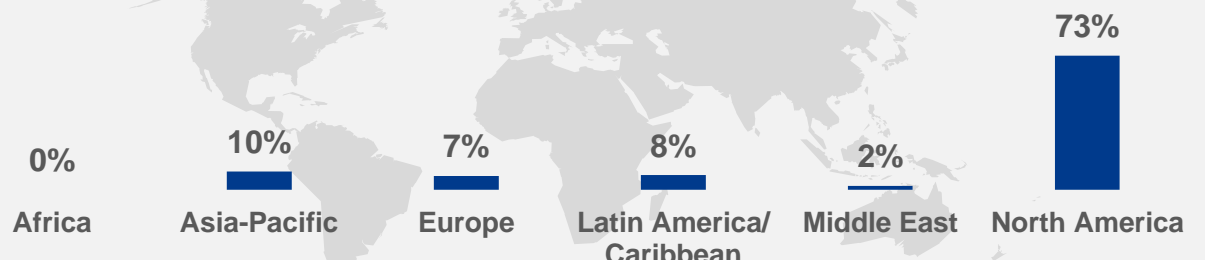 73%
0%
10%
7%
8%
2%
Africa
Asia-Pacific
Europe
Latin America/
Caribbean
Middle East
North America